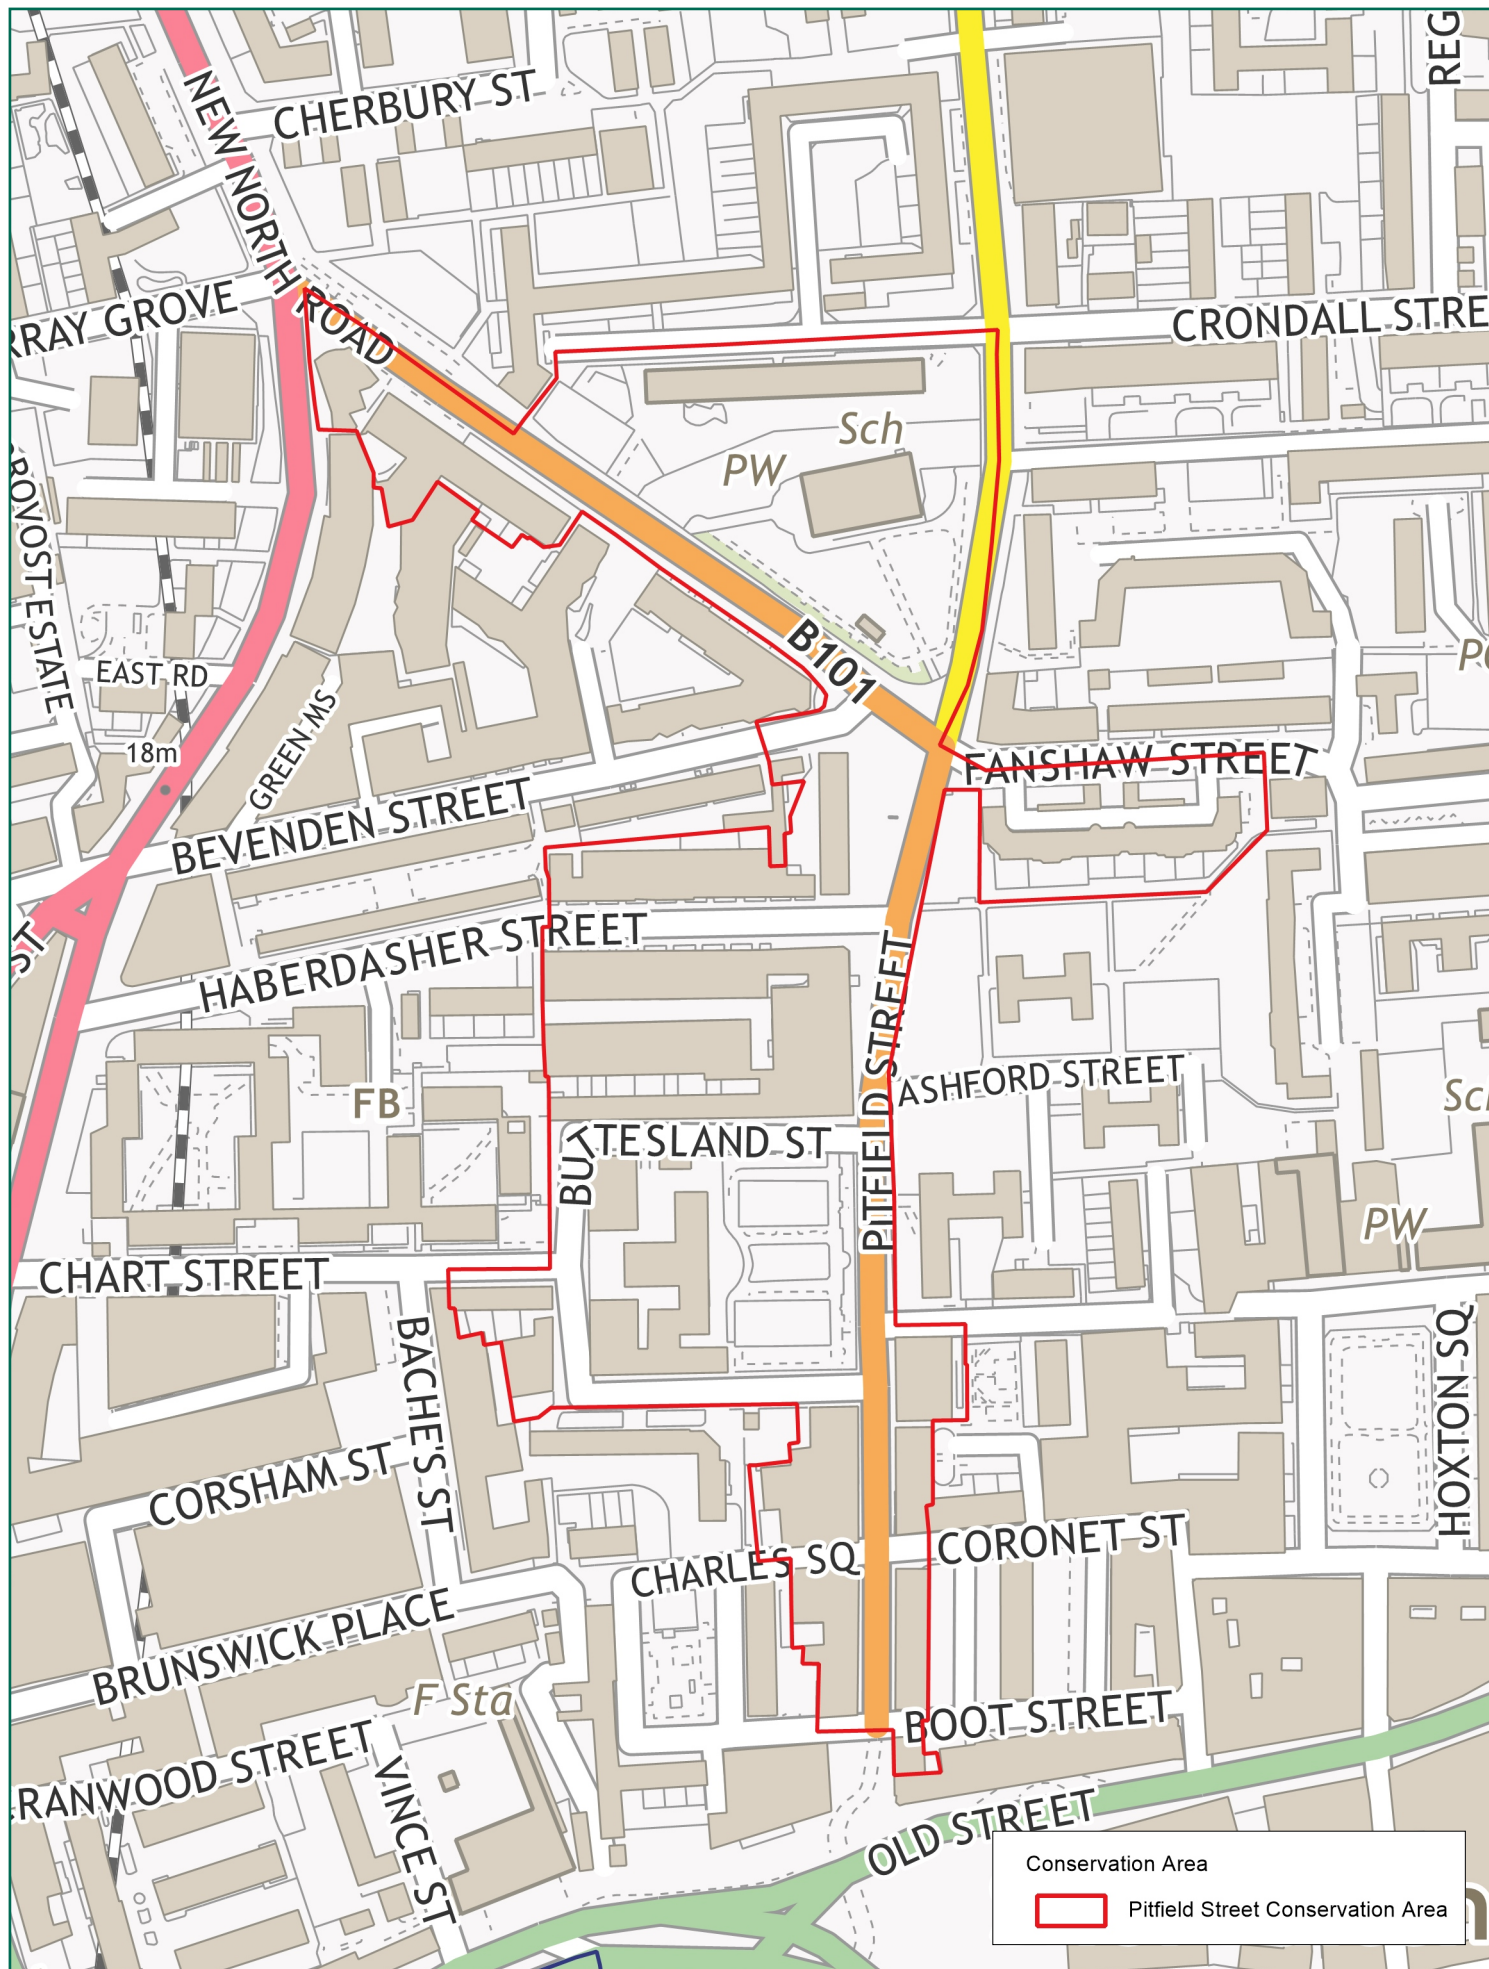 REG
CHERBURY ST
NEW NORTH ROAD
RRAY GROVE
CRONDALL STRE
Sch
PW
ROVOST ESTATE
B101
EAST RD
GREEN MS
18m
FANSHAW STREET
BEVENDEN STREET
ST
HABERDASHER STREET
PITFIELD STREET
FB
ASHFORD STREET
BUTTESLAND ST
PW
CHART STREET
BACHE'S ST
HOXTON SQ
CORSHAM ST
CORONET ST
CHARLES SQ
BRUNSWICK PLACE
F Sta
BOOT STREET
RANWOOD STREET
VINCE ST
OLD STREET
Conservation Area
Pitfield Street Conservation Area